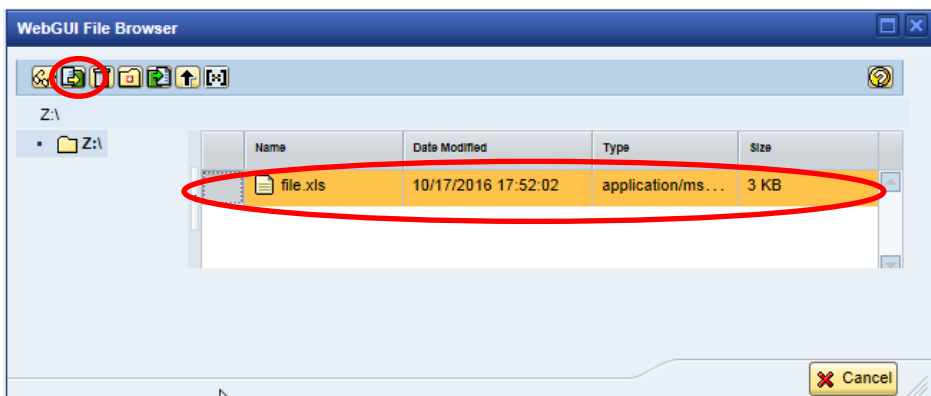 WebGUI File Browser
Z:\
Z:\
Name Date Modified Type Size
file.xls 10/17/2016 17:52:02 application/ms... 3 KB
Cancel